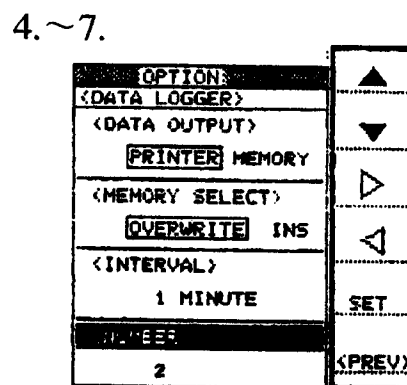 4.~7.
OPTION
<DATA LOGGER>
<DATA OUTPUT>
PRINTER MEMORY
<MEMORY SELECT>
OVERWRITE INS
<INTERVAL>
1 MINUTE
NUMBER
2
SET
<PREV>